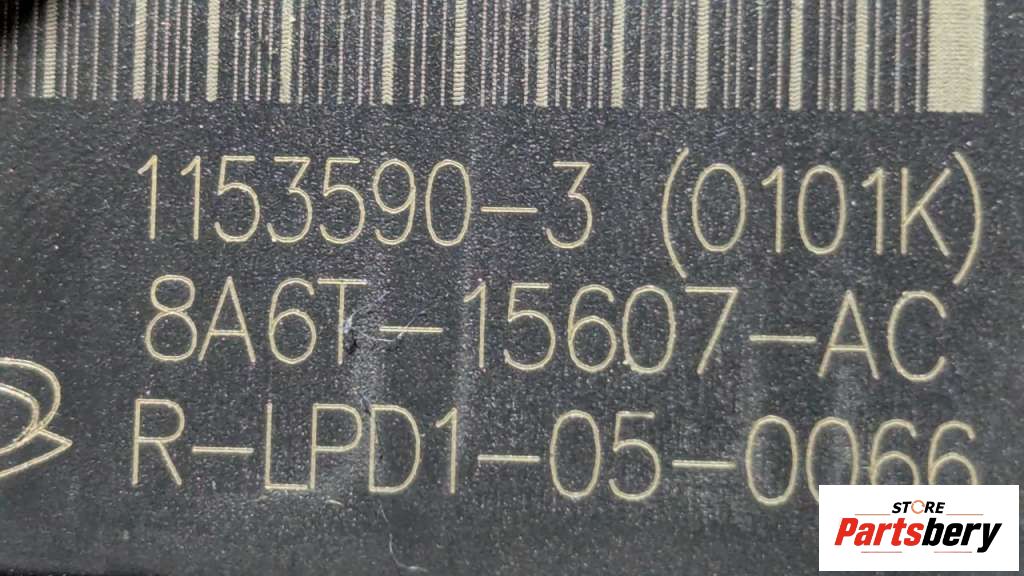 1153590-3 (0101K)
8A6T-15607-AC
R-LPD1-05-0066
STORE
Partsbery